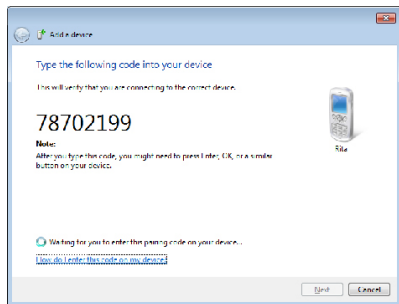 Add a device
Type the following code into your device
This will verify that you are connecting to the correct device.
78702199
Note:
After you type this code, you might need to press Enter, OK, or a similar
button on your device.
Rita
Waiting for you to enter this pairing code on your device...
How do I enter this code on my device?
Next
Cancel